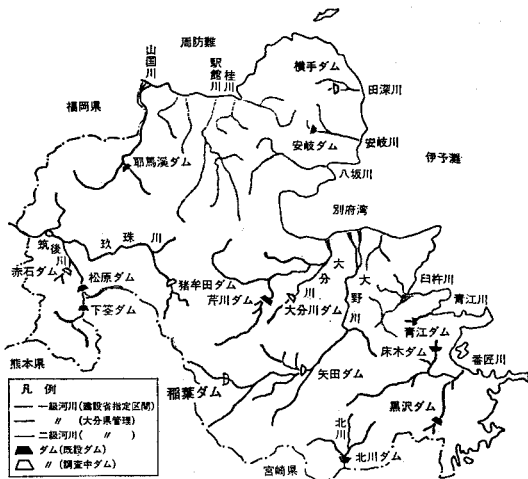 周防灘
山国川
駅館川
桂川
横手ダム
田深川
福岡県
安岐ダム
安岐川
伊予灘
耶馬溪ダム
八坂川
別府湾
筑後川
玖珠川
大分川
大野川
臼杵川
赤石ダム
松原ダム
猪牟田ダム
芹川ダム
大分川ダム
青江川
下筌ダム
青江ダム
床木ダム
番匠川
熊本県
稲葉ダム
矢田ダム
黒沢ダム
北川
北川ダム
宮崎県
凡例
一級河川(建設省指定区間)
〃 (大分県管理)
二級河川( 〃 )
ダム(既設ダム)
〃(調査中ダム)